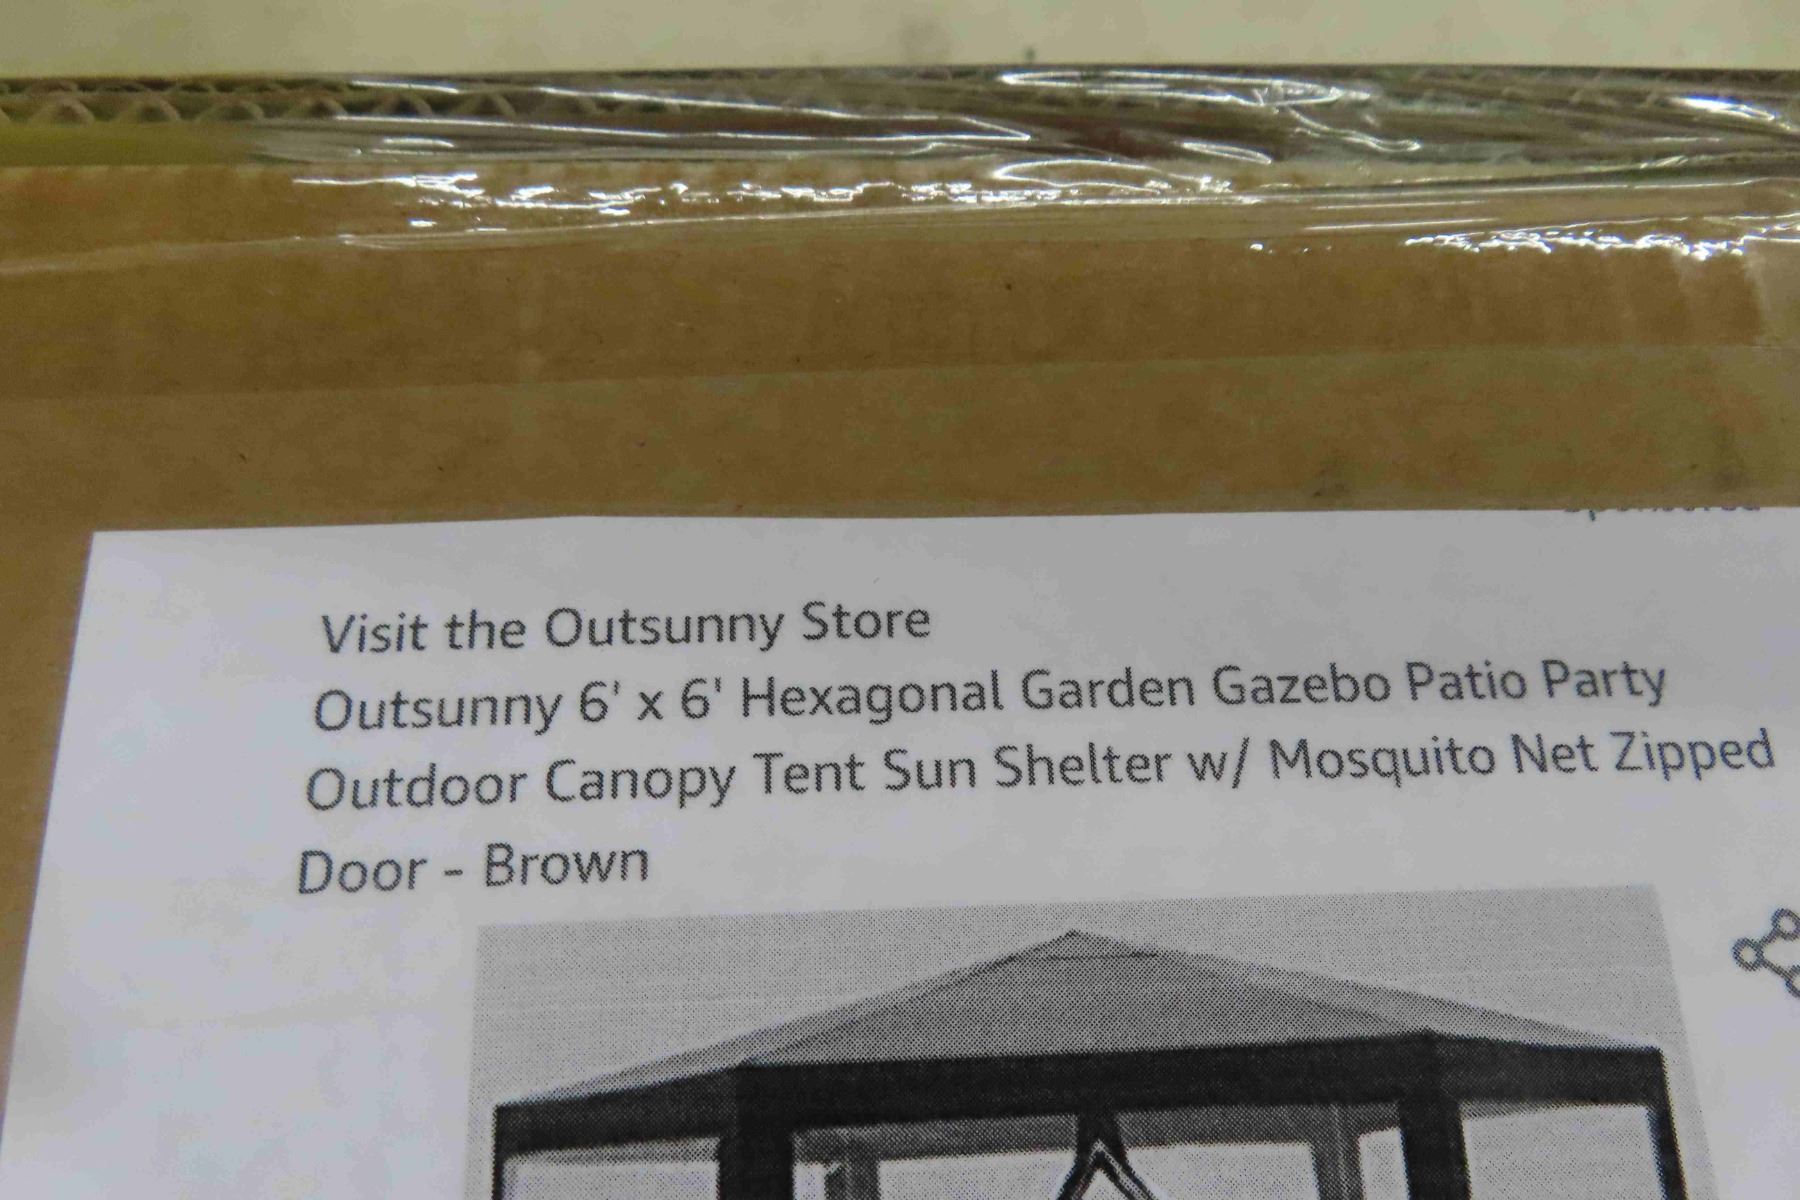 Visit the Outsunny Store
Outsunny 6' x 6' Hexagonal Garden Gazebo Patio Party
Outdoor Canopy Tent Sun Shelter w/ Mosquito Net Zipped
Door - Brown